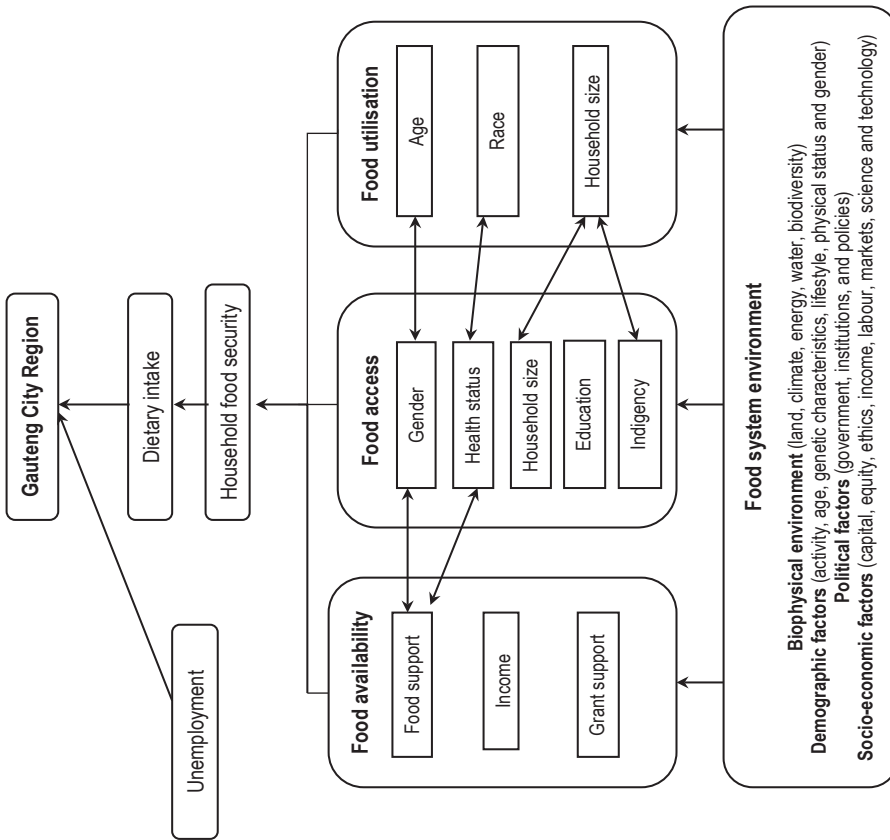 Gauteng City Region
Unemployment
Dietary intake
Household food security
Food availability
Food support
Income
Grant support
Food access
Gender
Health status
Household size
Education
Indigency
Food utilisation
Age
Race
Household size
Food system environment
Biophysical environment (land, climate, energy, water, biodiversity)
Demographic factors (activity, age, genetic characteristics, lifestyle, physical status and gender)
Political factors (government, institutions, and policies)
Socio-economic factors (capital, equity, ethics, income, labour, markets, science and technology)